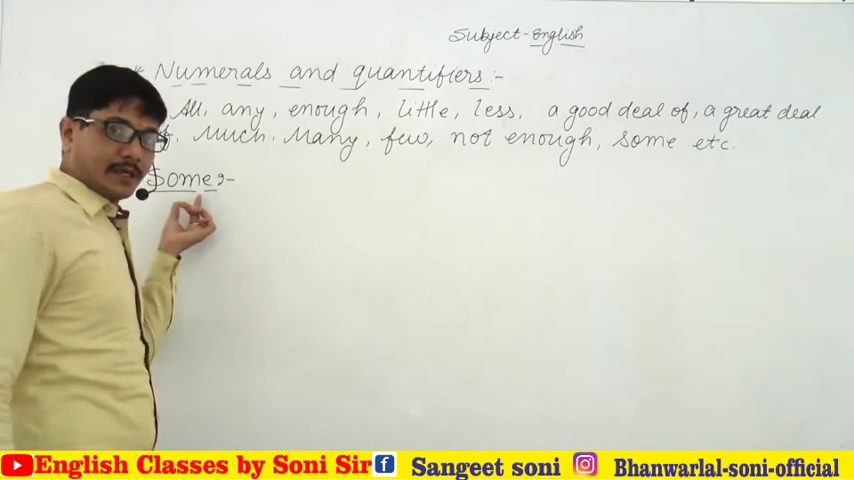 Subject-English
* Numerals and quantifiers:-
All, any, enough, little, less, a good deal of, a great deal
Much, Many, few, not enough, some etc.
Some:-
English Classes by Soni Sir Sangeet soni Bhanwarlal-soni-official